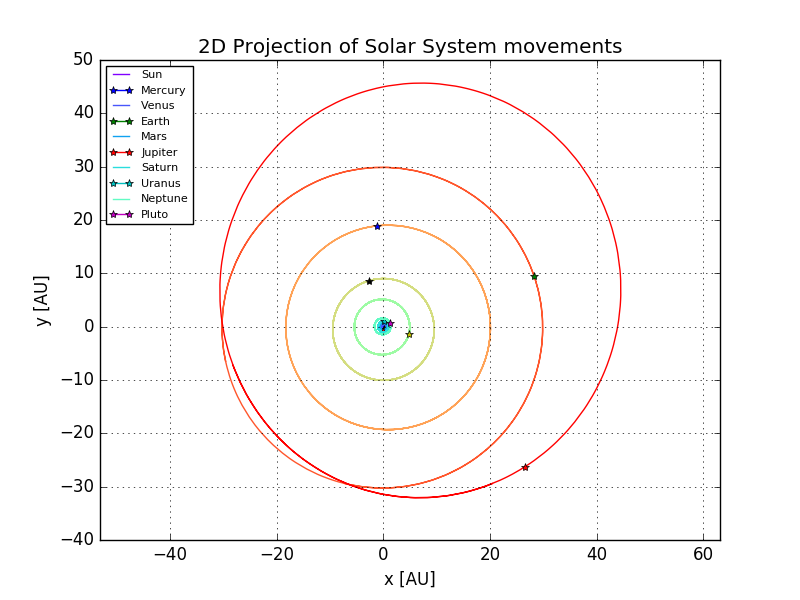 2D Projection of Solar System movements
50
40
30
20
10
0
−10
−20
−30
−40
y [AU]
Sun
Mercury
Venus
Earth
Mars
Jupiter
Saturn
Uranus
Neptune
Pluto
−40 −20 0 20 40 60
x [AU]